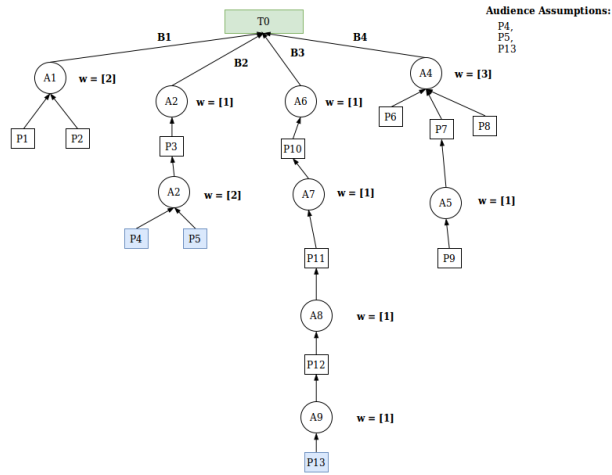 T0
Audience Assumptions:
P4,
P5,
P13
B1
B2
B3
B4
A1
w = [2]
A2
w = [1]
A6
w = [1]
A4
w = [3]
P1
P2
P3
P10
P6
P7
P8
A2
w = [2]
A7
w = [1]
A5
w = [1]
P4
P5
P11
P9
A8
w = [1]
P12
A9
w = [1]
P13